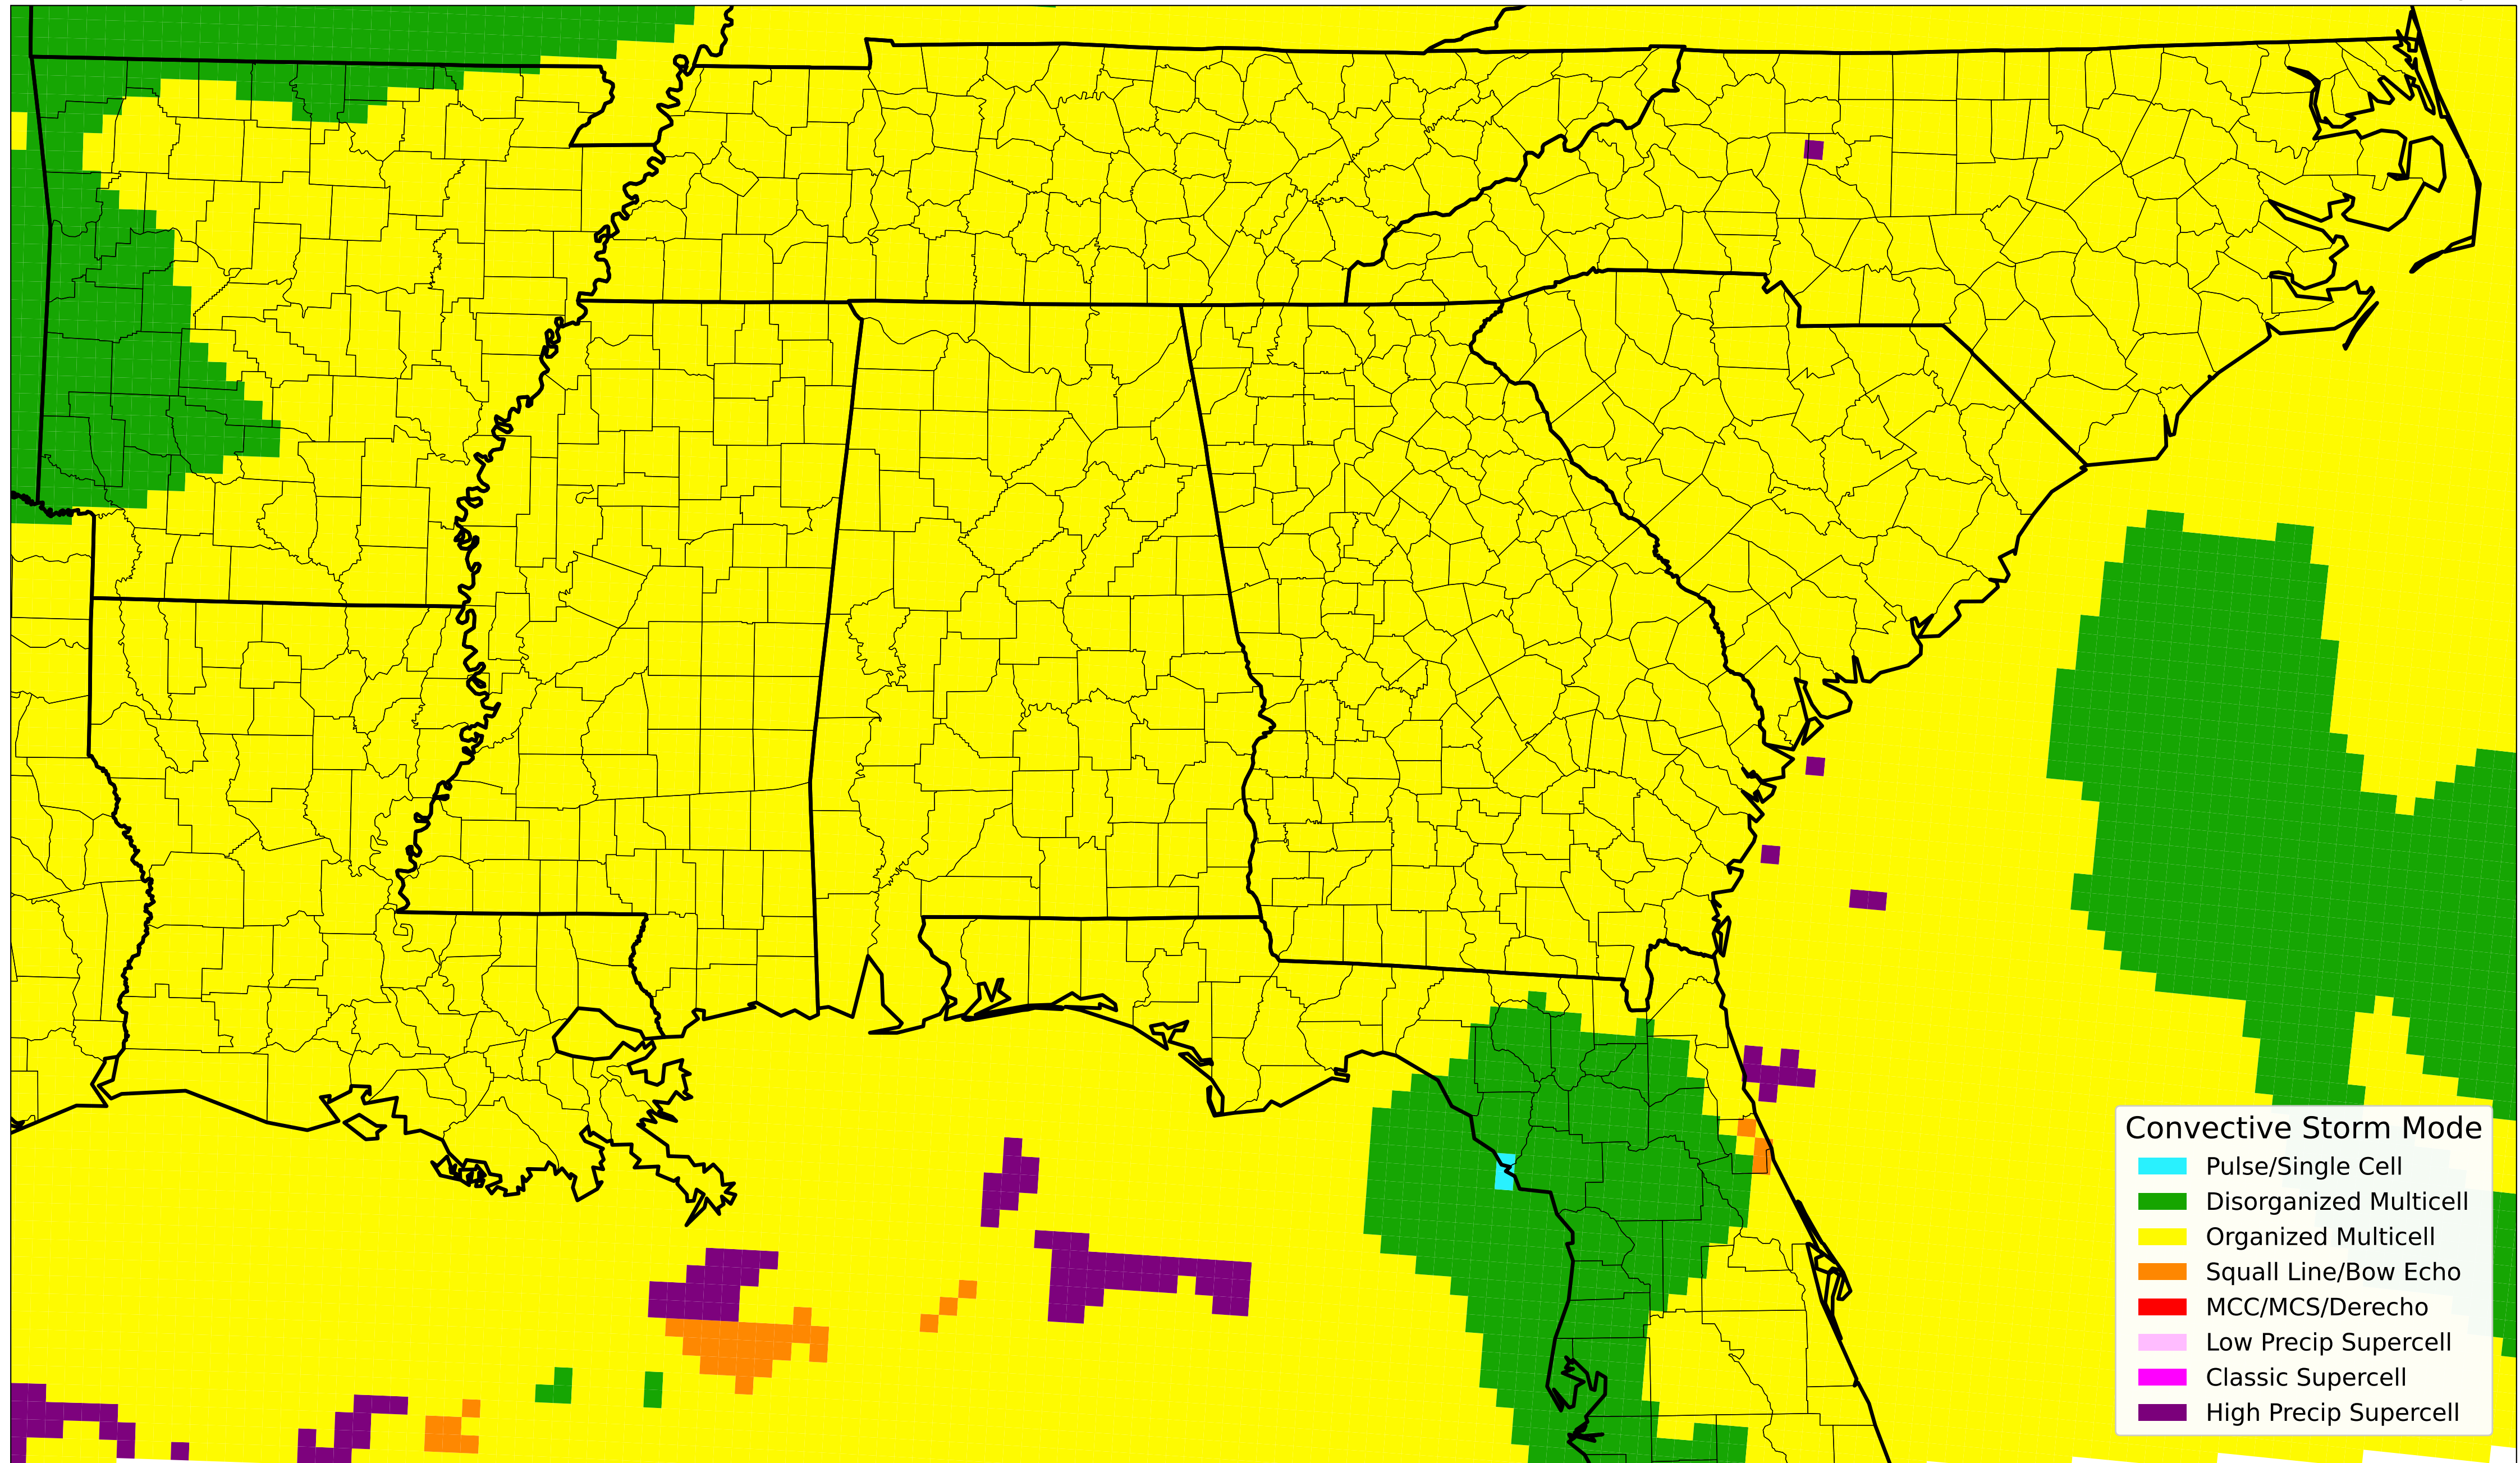 Convective Storm Mode
Pulse/Single Cell
Disorganized Multicell
Organized Multicell
Squall Line/Bow Echo
MCC/MCS/Derecho
Low Precip Supercell
Classic Supercell
High Precip Supercell